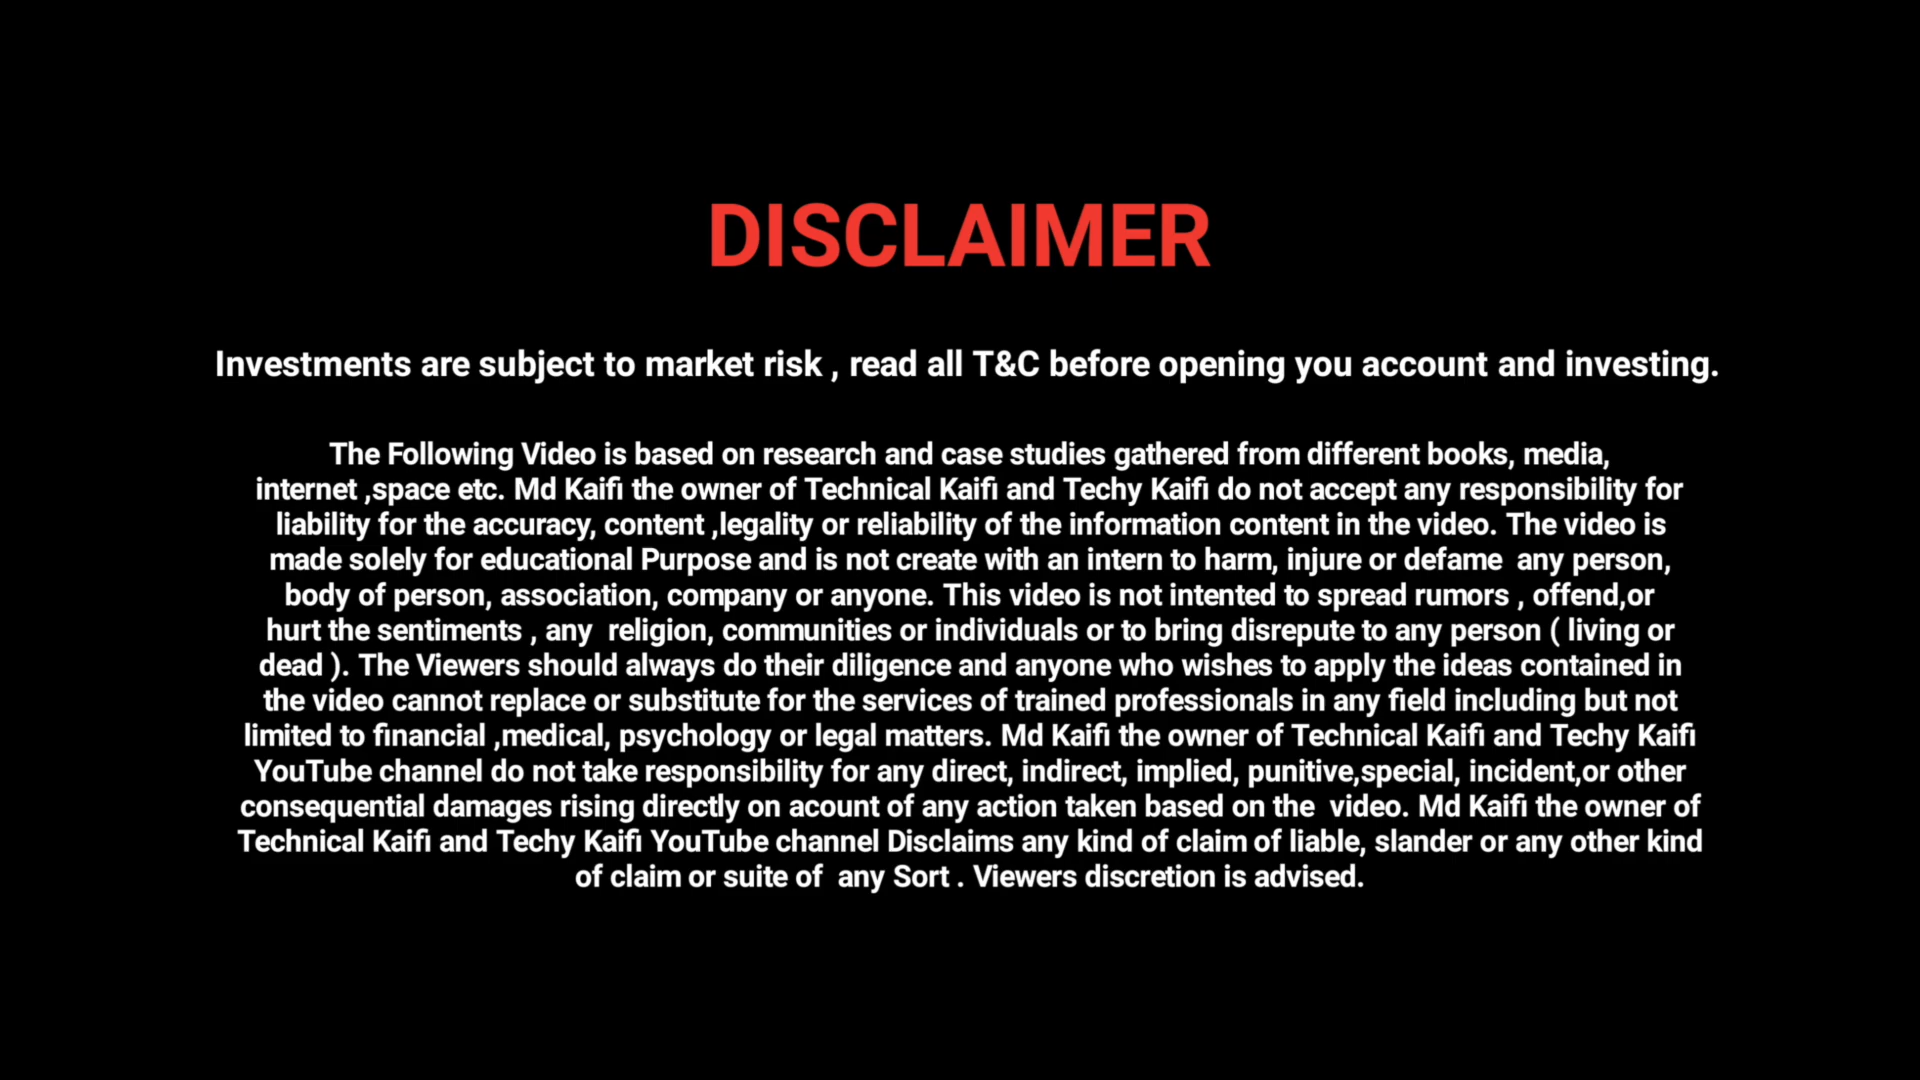 DISCLAIMER
Investments are subject to market risk , read all T&C before opening you account and investing.
The Following Video is based on research and case studies gathered from different books, media,
internet ,space etc. Md Kaifi the owner of Technical Kaifi and Techy Kaifi do not accept any responsibility for
liability for the accuracy, content ,legality or reliability of the information content in the video. The video is
made solely for educational Purpose and is not create with an intern to harm, injure or defame  any person,
body of person, association, company or anyone. This video is not intented to spread rumors , offend,or
hurt the sentiments , any  religion, communities or individuals or to bring disrepute to any person ( living or
dead ). The Viewers should always do their diligence and anyone who wishes to apply the ideas contained in
the video cannot replace or substitute for the services of trained professionals in any field including but not
limited to financial ,medical, psychology or legal matters. Md Kaifi the owner of Technical Kaifi and Techy Kaifi
YouTube channel do not take responsibility for any direct, indirect, implied, punitive,special, incident,or other
consequential damages rising directly on acount of any action taken based on the  video. Md Kaifi the owner of
Technical Kaifi and Techy Kaifi YouTube channel Disclaims any kind of claim of liable, slander or any other kind
of claim or suite of  any Sort . Viewers discretion is advised.